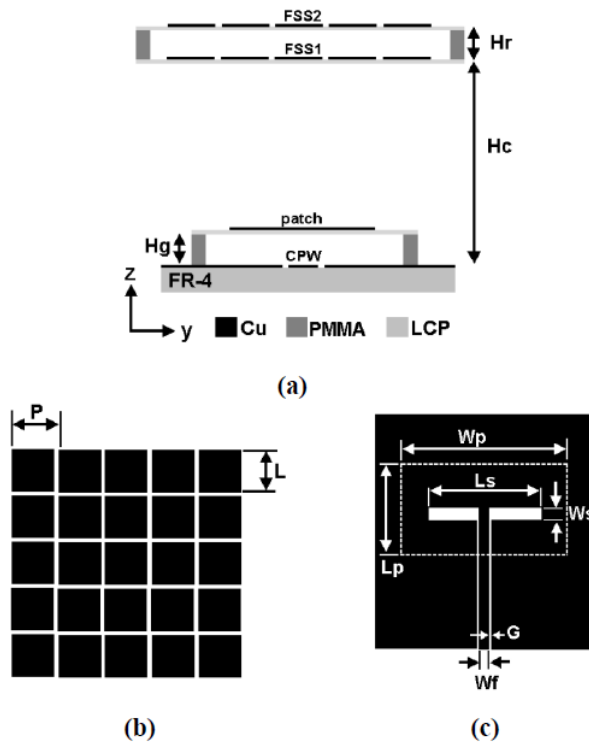 FSS2
FSS1
Hr
Hc
patch
Hg
CPW
FR-4
Z
y
Cu
PMMA
LCP
(a)
P
L
Wp
Ls
Ws
Lp
G
Wf
(b)
(c)